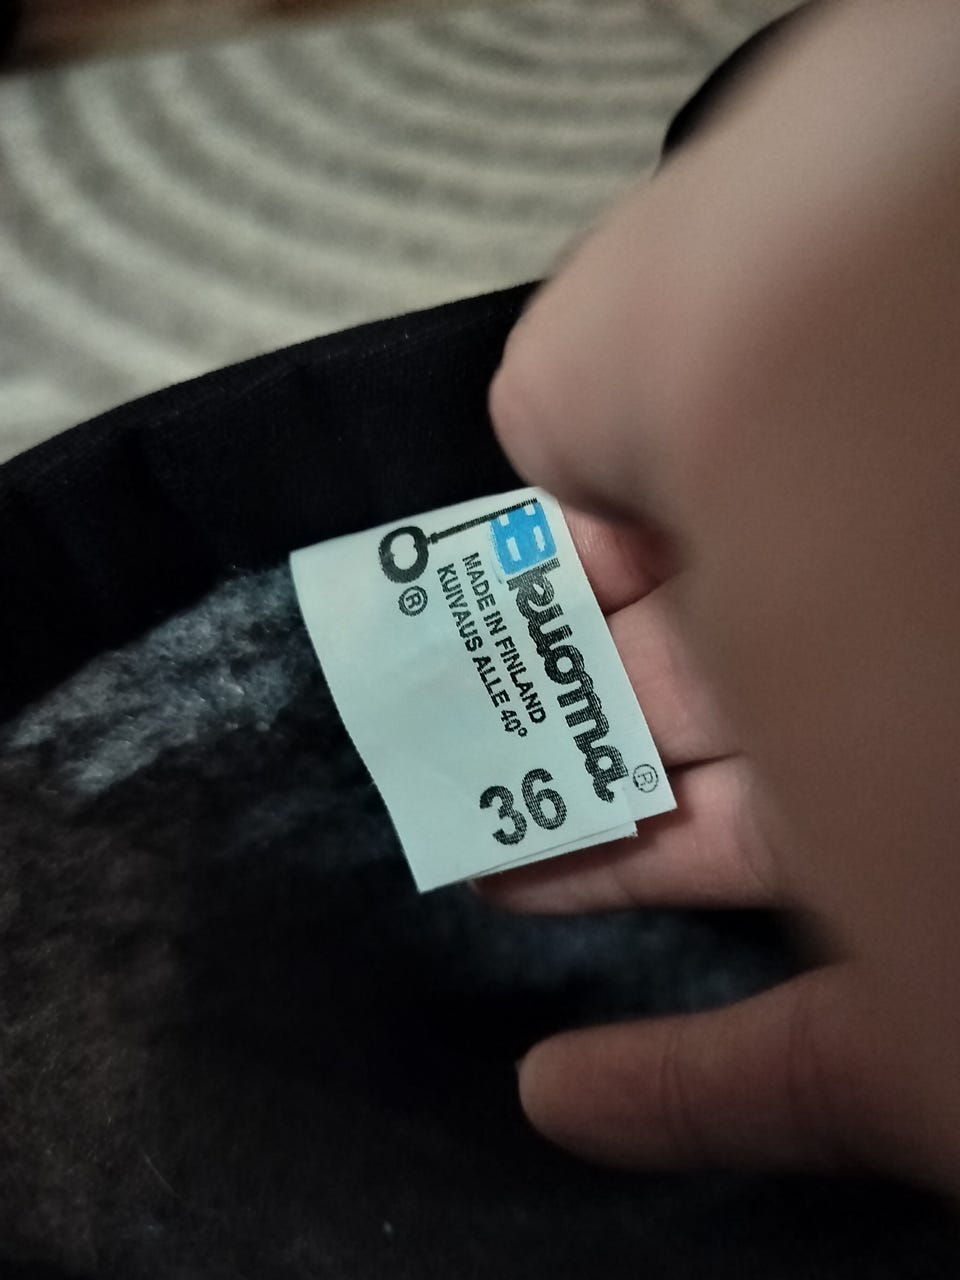 kuoma ®
MADE IN FINLAND
KUIVAUS ALLE 40°
®
36